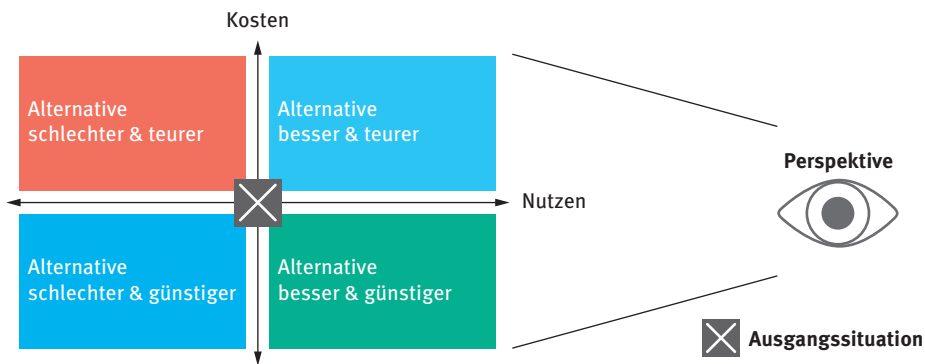 Kosten
Alternative
schlechter & teurer
Alternative
besser & teurer
Perspektive
Nutzen
Alternative
schlechter & günstiger
Alternative
besser & günstiger
Ausgangssituation